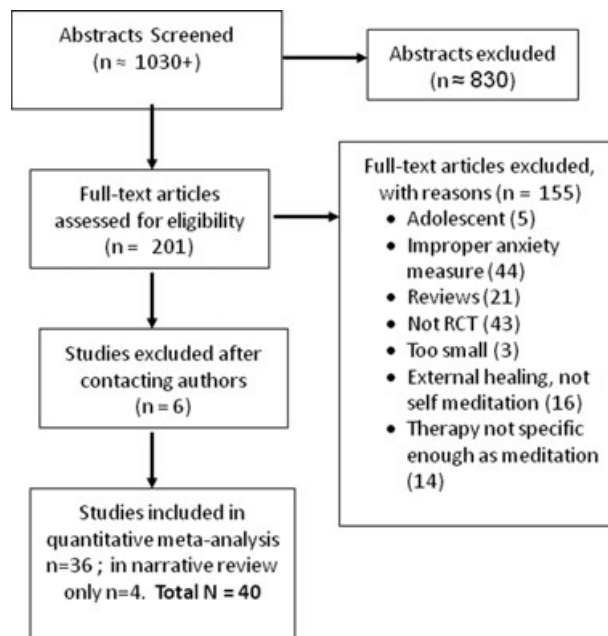 Abstracts Screened
(n ≈ 1030+)
Abstracts excluded
(n ≈ 830)
Full-text articles
assessed for eligibility
(n = 201)
Full-text articles excluded,
with reasons (n = 155)
• Adolescent (5)
• Improper anxiety
measure (44)
• Reviews (21)
• Not RCT (43)
• Too small (3)
• External healing, not
self meditation (16)
• Therapy not specific
enough as meditation
(14)
Studies excluded after
contacting authors
(n = 6)
Studies included in
quantitative meta-analysis
n=36 ; in narrative review
only n=4. Total N = 40